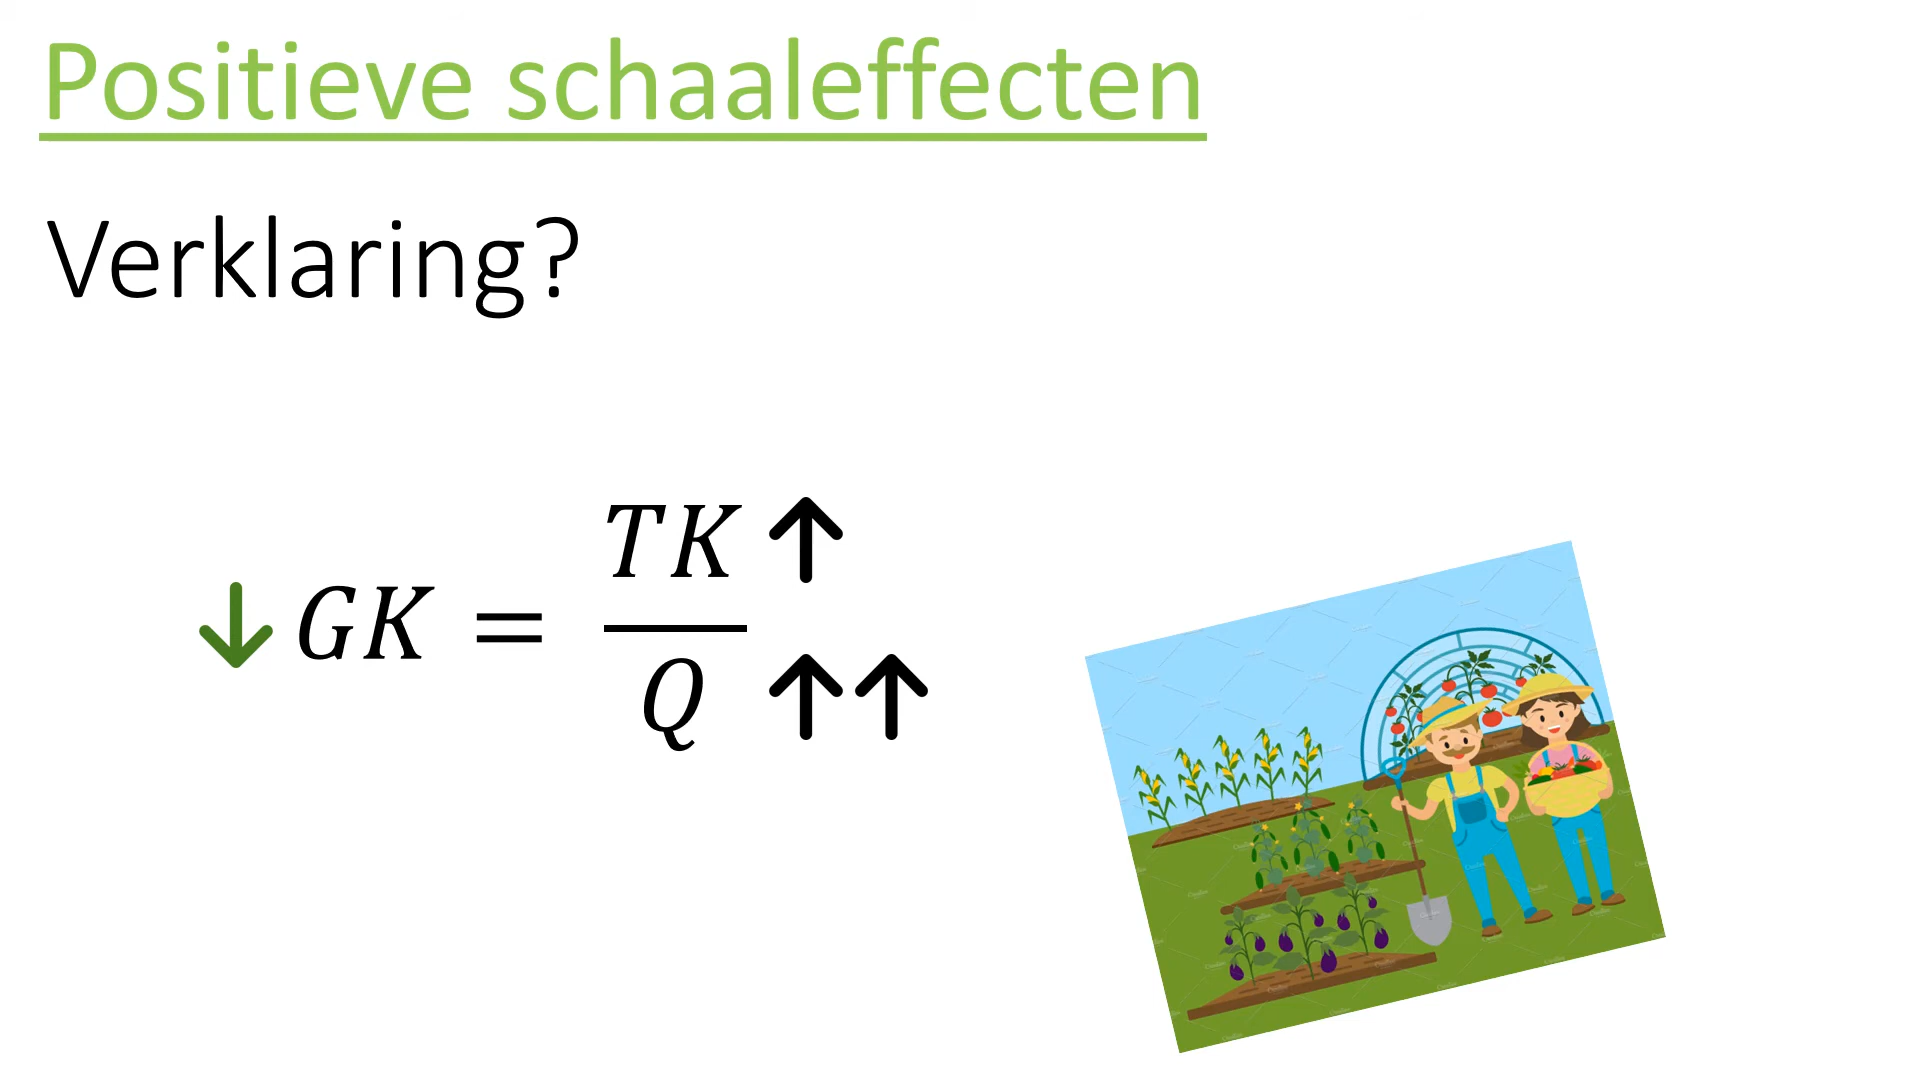 Positieve schaaleffecten
Verklaring?
↓ GK = TK ↑
Q ↑↑